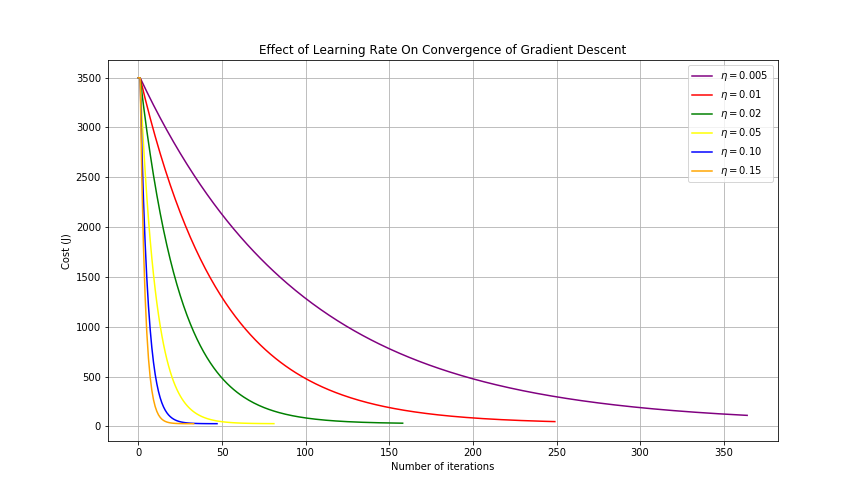 Effect of Learning Rate On Convergence of Gradient Descent
η = 0.005
η = 0.01
η = 0.02
η = 0.05
η = 0.10
η = 0.15
Cost (J)
3500
3000
2500
2000
1500
1000
500
0
0 50 100 150 200 250 300 350
Number of iterations